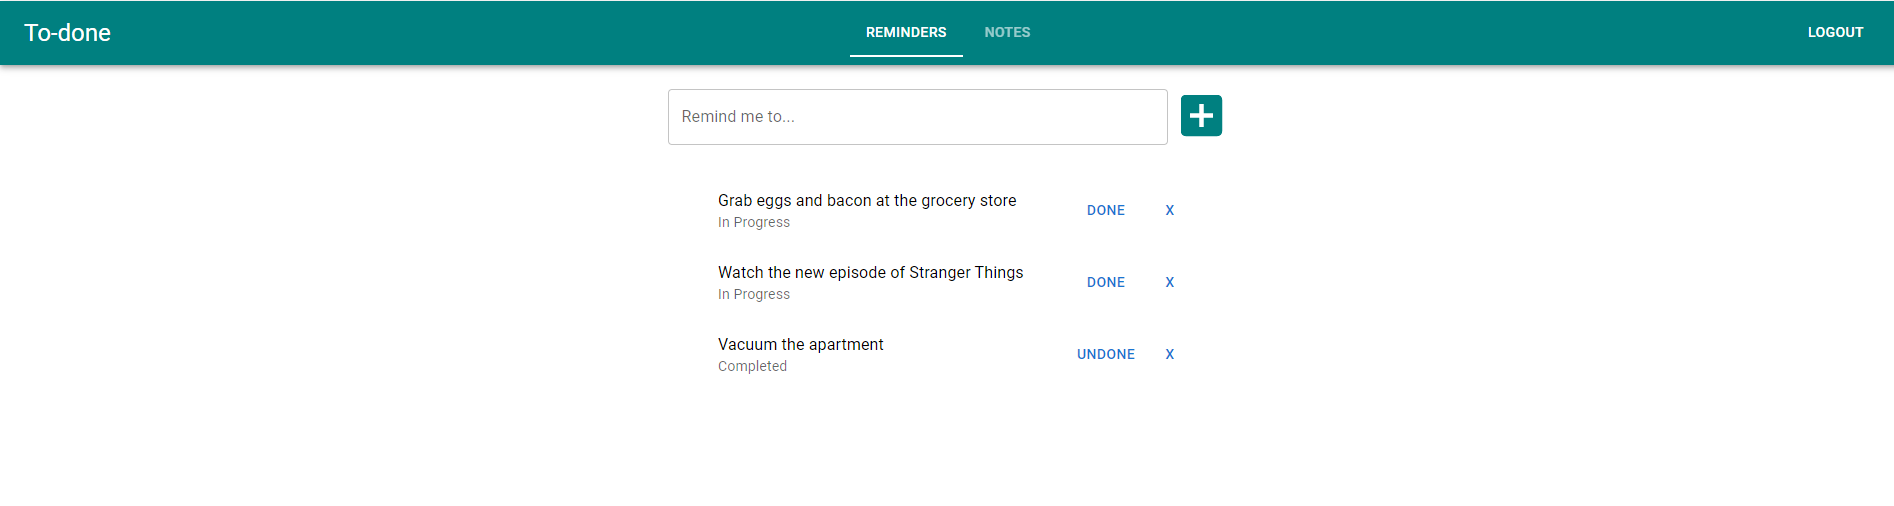 To-done
REMINDERS NOTES
LOGOUT
Remind me to...
Grab eggs and bacon at the grocery store
In Progress
DONE X
Watch the new episode of Stranger Things
In Progress
DONE X
Vacuum the apartment
Completed
UNDONE X